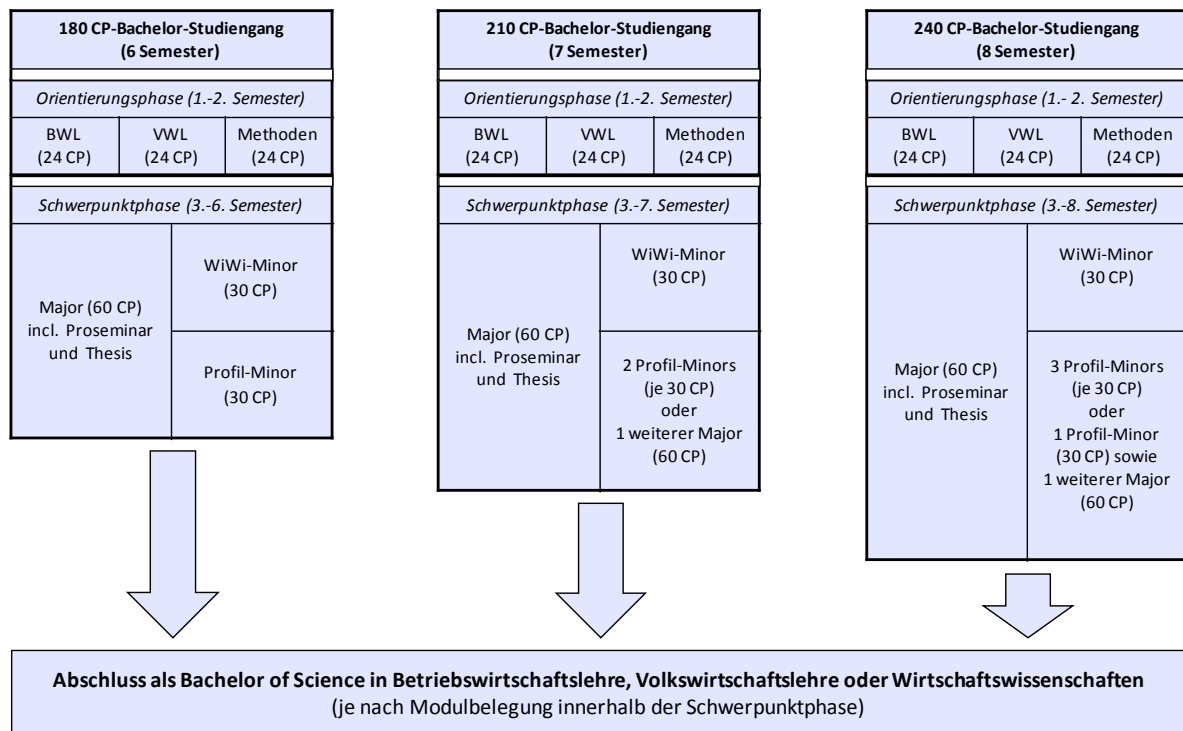 180 CP-Bachelor-Studiengang
(6 Semester)
Orientierungsphase (1.-2. Semester)
BWL
(24 CP)
VWL
(24 CP)
Methoden
(24 CP)
Schwerpunktphase (3.-6. Semester)
Major (60 CP)
incl. Proseminar
und Thesis
WiWi-Minor
(30 CP)
Profil-Minor
(30 CP)
210 CP-Bachelor-Studiengang
(7 Semester)
Orientierungsphase (1.-2. Semester)
BWL
(24 CP)
VWL
(24 CP)
Methoden
(24 CP)
Schwerpunktphase (3.-7. Semester)
Major (60 CP)
incl. Proseminar
und Thesis
WiWi-Minor
(30 CP)
2 Profil-Minors
(je 30 CP)
oder
1 weiterer Major
(60 CP)
240 CP-Bachelor-Studiengang
(8 Semester)
Orientierungsphase (1.- 2. Semester)
BWL
(24 CP)
VWL
(24 CP)
Methoden
(24 CP)
Schwerpunktphase (3.-8. Semester)
Major (60 CP)
incl. Proseminar
und Thesis
WiWi-Minor
(30 CP)
3 Profil-Minors
(je 30 CP)
oder
1 Profil-Minor
(30 CP) sowie
1 weiterer Major
(60 CP)
Abschluss als Bachelor of Science in Betriebswirtschaftslehre, Volkswirtschaftslehre oder Wirtschaftswissenschaften
(je nach Modulbelegung innerhalb der Schwerpunktphase)